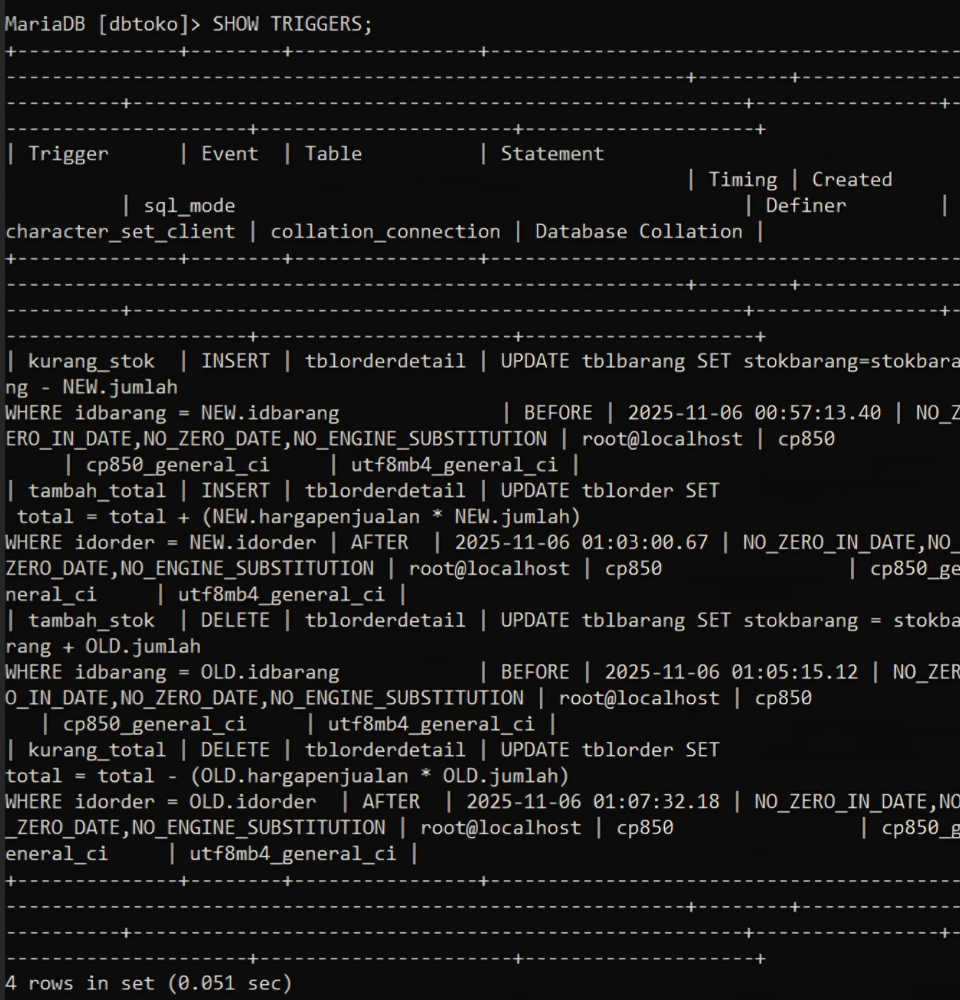 MariaDB [dbtoko]> SHOW TRIGGERS;
+--------------+--------+----------------+-----------------------------------------
-----------------------------------------------------------+--------+--------------
----------+-----------------------------------------------------+----------------+-
---------------------+----------------------+--------------------+
| Trigger      | Event  | Table          | Statement
                                                           | Timing | Created
          | sql_mode                                            | Definer        |
character_set_client | collation_connection | Database Collation |
+--------------+--------+----------------+-----------------------------------------
-----------------------------------------------------------+--------+--------------
----------+-----------------------------------------------------+----------------+-
---------------------+----------------------+--------------------+
| kurang_stok  | INSERT | tblorderdetail | UPDATE tblbarang SET stokbarang=stokbara
ng - NEW.jumlah
WHERE idbarang = NEW.idbarang              | BEFORE | 2025-11-06 00:57:13.40 | NO_Z
ERO_IN_DATE,NO_ZERO_DATE,NO_ENGINE_SUBSTITUTION | root@localhost | cp850
     | cp850_general_ci     | utf8mb4_general_ci |
| tambah_total | INSERT | tblorderdetail | UPDATE tblorder SET
 total = total + (NEW.hargapenjualan * NEW.jumlah)
WHERE idorder = NEW.idorder | AFTER  | 2025-11-06 01:03:00.67 | NO_ZERO_IN_DATE,NO_
ZERO_DATE,NO_ENGINE_SUBSTITUTION | root@localhost | cp850                | cp850_ge
neral_ci     | utf8mb4_general_ci |
| tambah_stok  | DELETE | tblorderdetail | UPDATE tblbarang SET stokbarang = stokba
rang + OLD.jumlah
WHERE idbarang = OLD.idbarang            | BEFORE | 2025-11-06 01:05:15.12 | NO_ZER
O_IN_DATE,NO_ZERO_DATE,NO_ENGINE_SUBSTITUTION | root@localhost | cp850
   | cp850_general_ci     | utf8mb4_general_ci |
| kurang_total | DELETE | tblorderdetail | UPDATE tblorder SET
total = total - (OLD.hargapenjualan * OLD.jumlah)
WHERE idorder = OLD.idorder  | AFTER  | 2025-11-06 01:07:32.18 | NO_ZERO_IN_DATE,NO
_ZERO_DATE,NO_ENGINE_SUBSTITUTION | root@localhost | cp850                | cp850_g
eneral_ci     | utf8mb4_general_ci |
+--------------+--------+----------------+-----------------------------------------
-----------------------------------------------------------+--------+--------------
----------+-----------------------------------------------------+----------------+-
---------------------+----------------------+--------------------+
4 rows in set (0.051 sec)